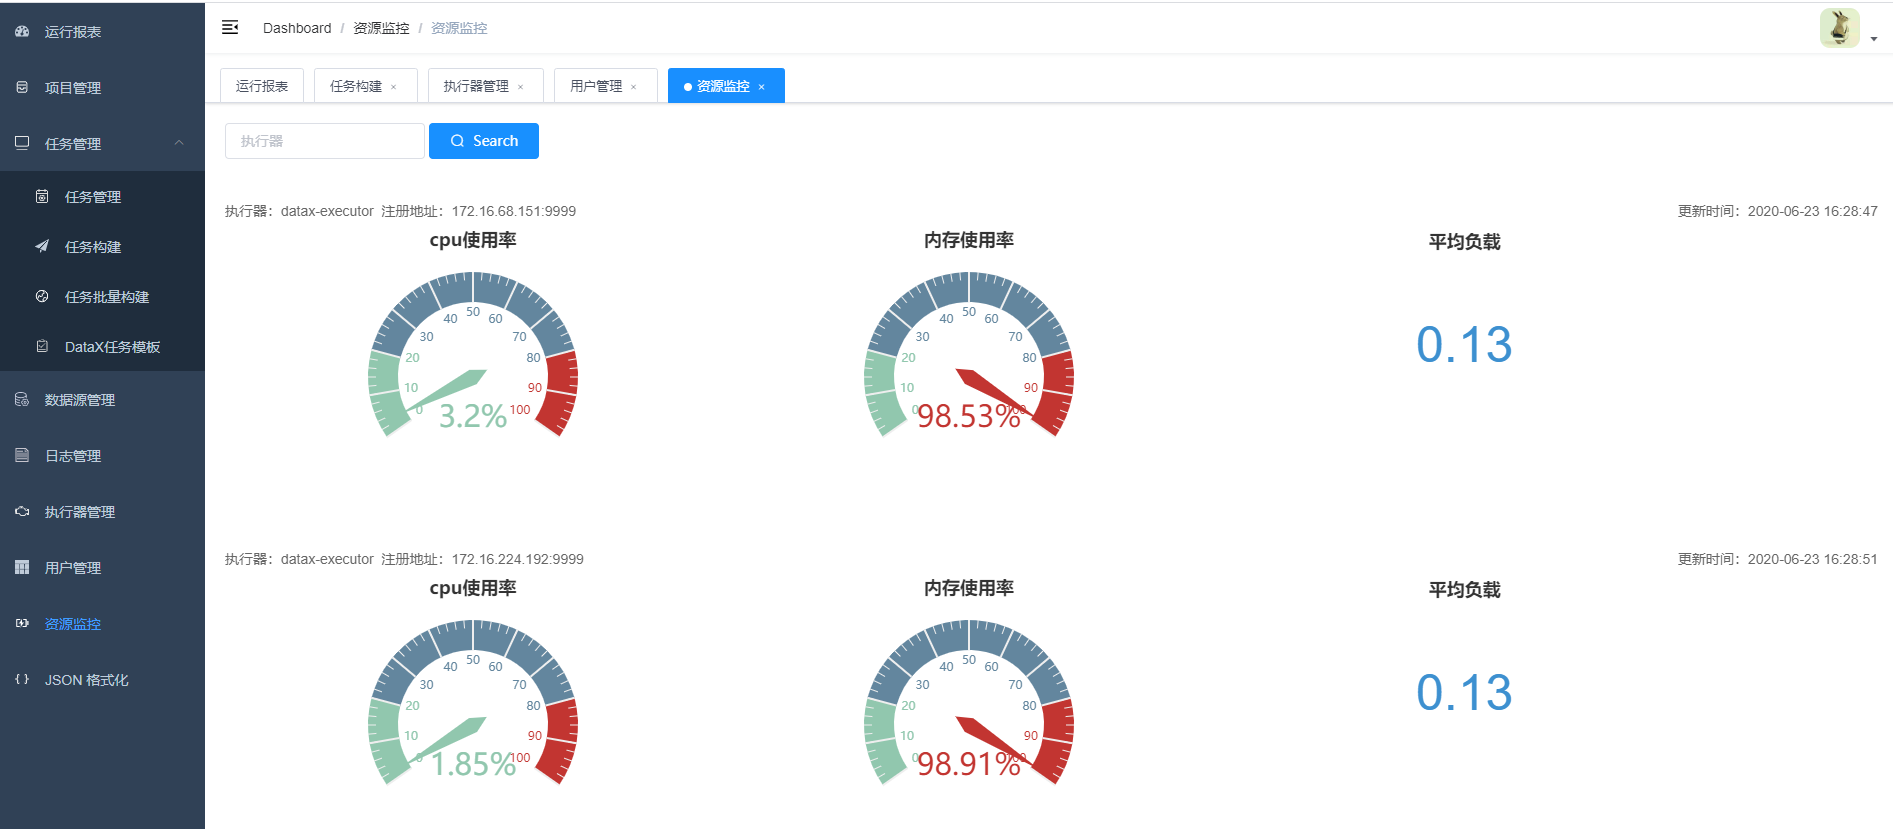 运行报表
项目管理
任务管理
任务管理
任务构建
任务批量构建
DataX任务模板
数据源管理
日志管理
执行器管理
用户管理
资源监控
JSON 格式化
Dashboard / 资源监控 / 资源监控
运行报表 任务构建 × 执行器管理 × 用户管理 × 资源监控 ×
执行器 Search
执行器：datax-executor 注册地址：172.16.68.151:9999 更新时间：2020-06-23 16:28:47
cpu使用率
0 10 20 30 40 50 60 70 80 90 100
3.2%
内存使用率
0 10 20 30 40 50 60 70 80 90 100
98.53%
平均负载
0.13
执行器：datax-executor 注册地址：172.16.224.192:9999 更新时间：2020-06-23 16:28:51
cpu使用率
0 10 20 30 40 50 60 70 80 90 100
1.85%
内存使用率
0 10 20 30 40 50 60 70 80 90 100
98.91%
平均负载
0.13